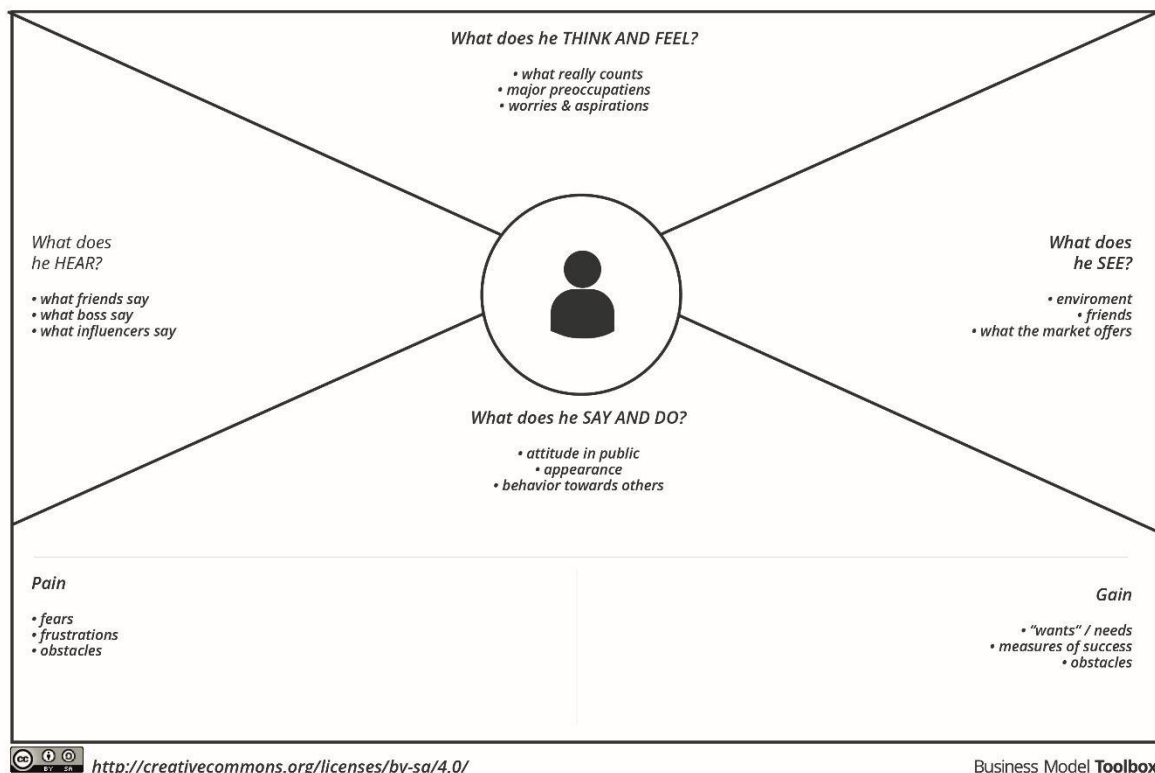 What does he THINK AND FEEL?
• what really counts
• major preoccupatiens
• worries & aspirations
What does
he HEAR?
• what friends say
• what boss say
• what influencers say
What does
he SEE?
• enviroment
• friends
• what the market offers
What does he SAY AND DO?
• attitude in public
• appearance
• behavior towards others
Pain
• fears
• frustrations
• obstacles
Gain
• “wants“ / needs
• measures of success
• obstacles
cc BY SA
http://creativecommons.org/licenses/by-sa/4.0/
Business Model Toolbox